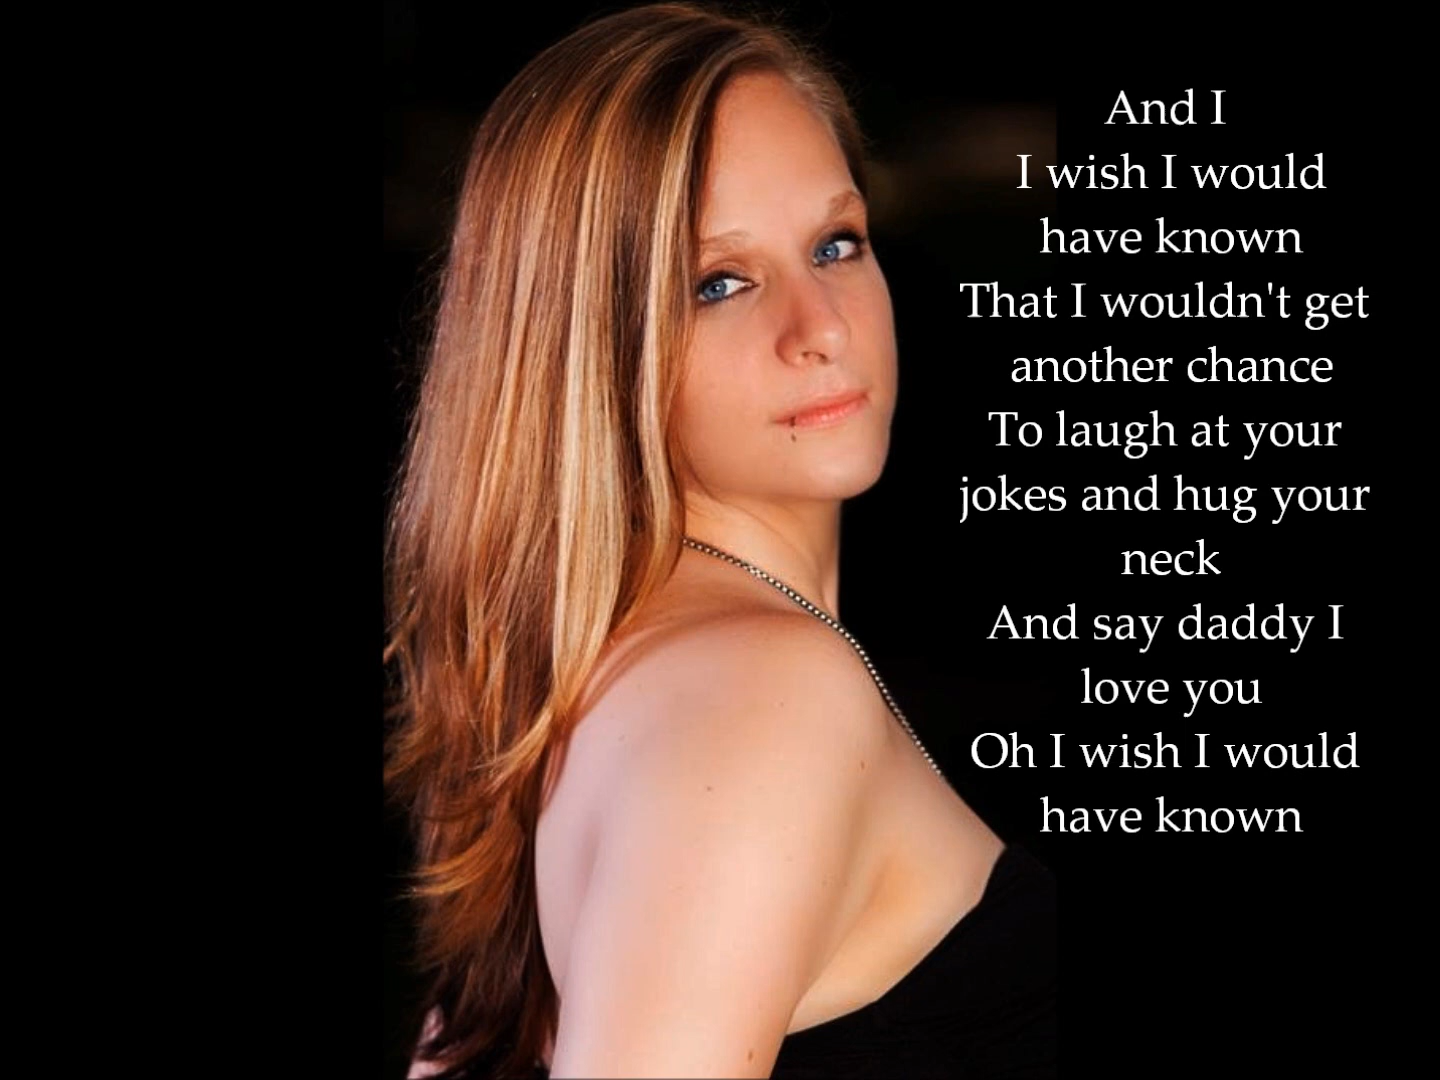 And I
I wish I would
have known
That I wouldn't get
another chance
To laugh at your
jokes and hug your
neck
And say daddy I
love you
Oh I wish I would
have known